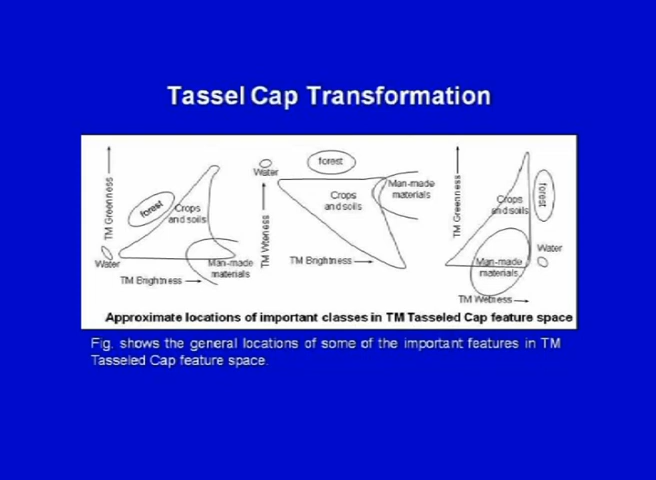 Tassel Cap Transformation
TM Greenness
forest
Crops
and soils
Water
Man-made
materials
TM Brightness
Water
forest
TM Wetness
Crops
and soils
Man-made
materials
TM Brightness
TM Greenness
Crops
and soils
forest
Water
Man-made
materials
TM Wetness
Approximate locations of important classes in TM Tasseled Cap feature space
Fig. shows the general locations of some of the important features in TM
Tasseled Cap feature space.